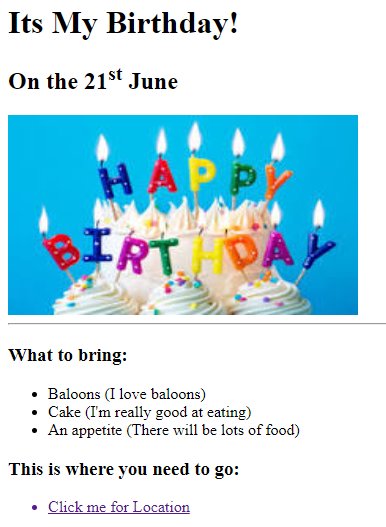 Its My Birthday!
On the 21st June
HAPPY
BIRTHDAY
What to bring:
Baloons (I love baloons)
Cake (I'm really good at eating)
An appetite (There will be lots of food)
This is where you need to go:
Click me for Location